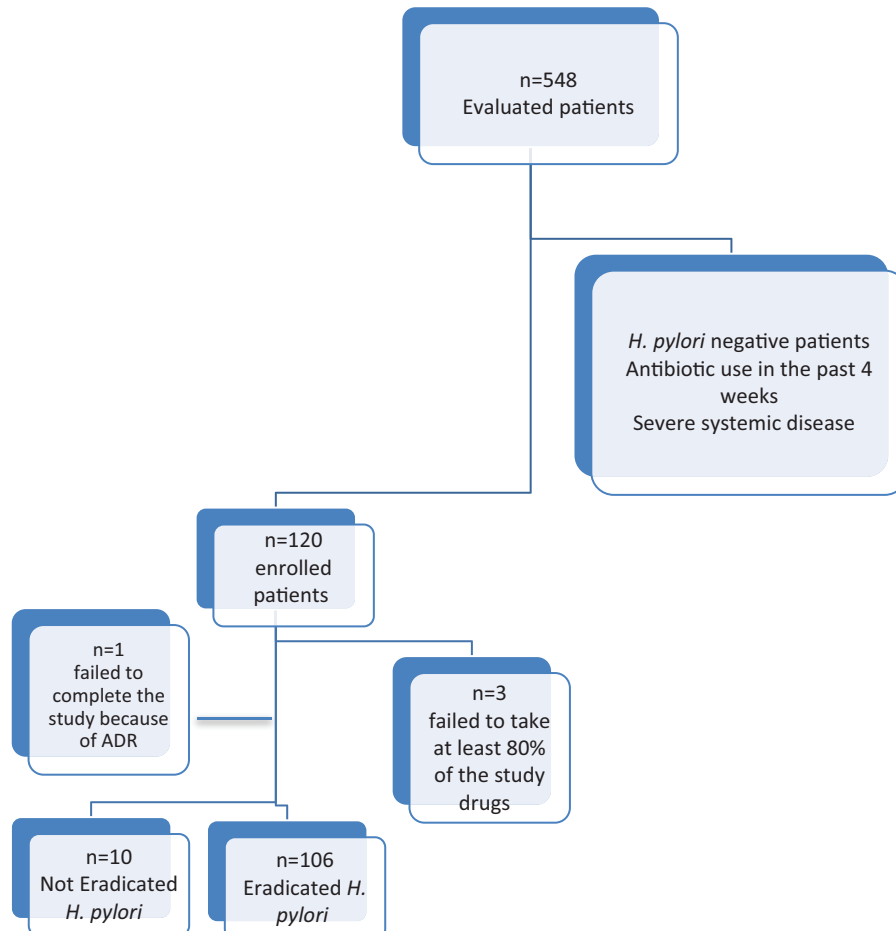 n=548
Evaluated patients
H. pylori negative patients
Antibiotic use in the past 4
weeks
Severe systemic disease
n=120
enrolled
patients
n=1
failed to
complete the
study because
of ADR
n=3
failed to take
at least 80%
of the study
drugs
n=10
Not Eradicated
H. pylori
n=106
Eradicated H.
pylori